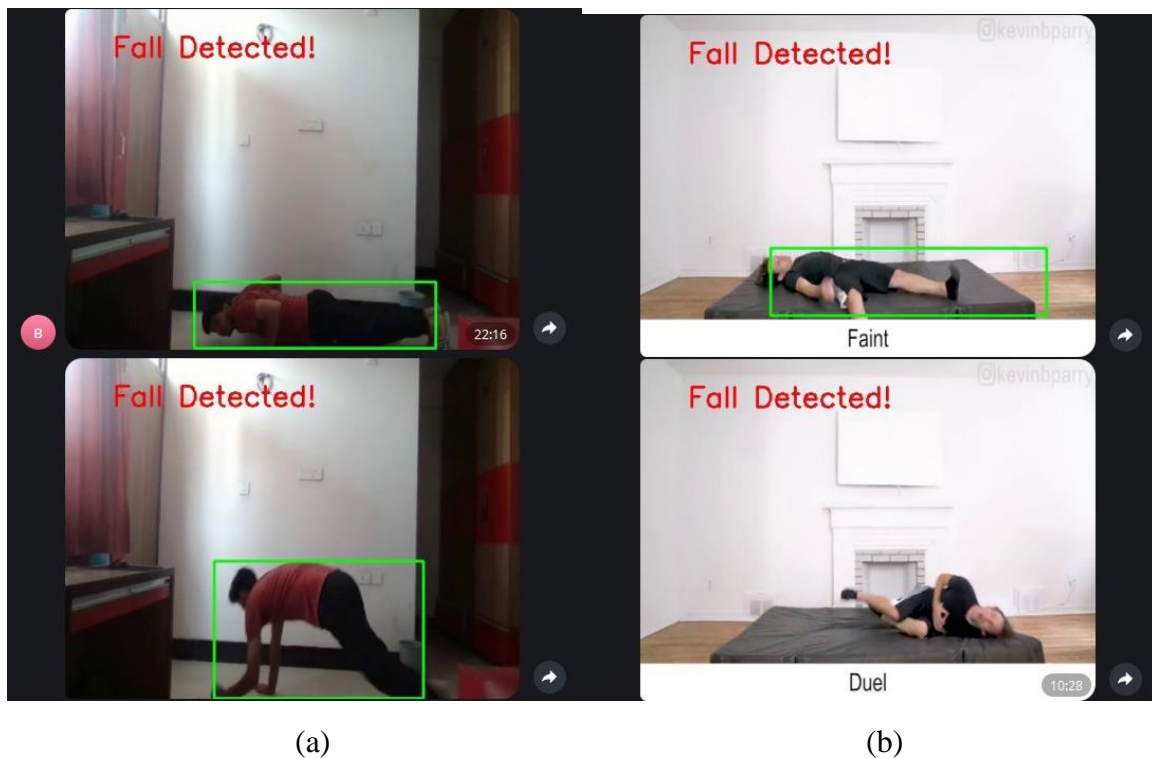 Fall Detected!
B
22:16
Fall Detected!
(a)
@kevinbparry
Fall Detected!
Faint
@kevinbparry
Fall Detected!
Duel
10:28
(b)